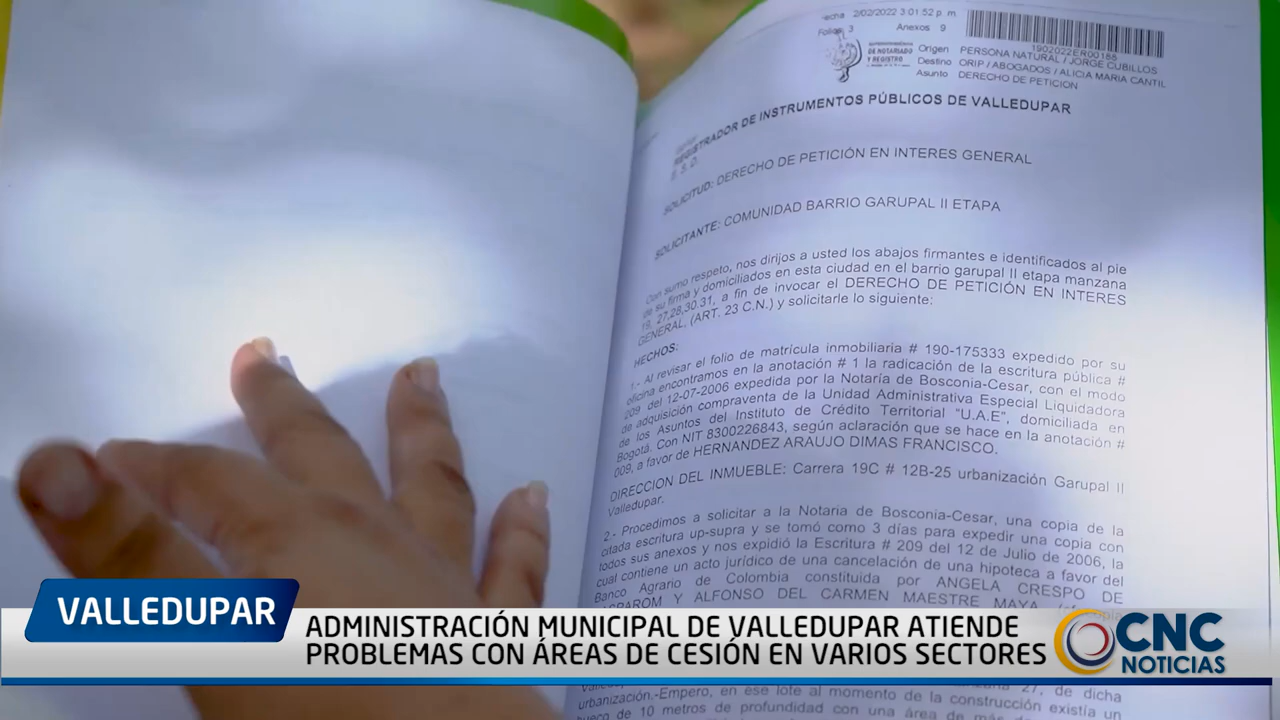 Fecha 2/02/2022 3:01:52 p. m.
Folios 3 Anexos 9
1902022ER00188
SUPERINTENDENCIA
DE NOTARIADO
Y REGISTRO
Origen PERSONA NATURAL / JORGE CUBILLOS
Destino ORIP / ABOGADOS / ALICIA MARIA CANTIL
Asunto DERECHO DE PETICION
REGISTRADOR DE INSTRUMENTOS PÚBLICOS DE VALLEDUPAR
E. S. D.
SOLICITUD: DERECHO DE PETICIÓN EN INTERES GENERAL
SOLICITANTE: COMUNIDAD BARRIO GARUPAL II ETAPA
Con sumo respeto, nos dirijos a usted los abajos firmantes e identificados al pie
de su firma y domiciliados en esta ciudad en el barrio garupal II etapa manzana
19, 27,28,30.31, a fin de invocar el DERECHO DE PETICIÓN EN INTERES
GENERAL, (ART. 23 C.N.) y solicitarle lo siguiente:
HECHOS:
1.- Al revisar el folio de matrícula inmobiliaria # 190-175333 expedido por su
oficina encontramos en la anotación # 1 la radicación de la escritura pública #
209 del 12-07-2006 expedida por la Notaría de Bosconia-Cesar, con el modo
de adquisición compraventa de la Unidad Administrativa Especial Liquidadora
de los Asuntos del Instituto de Crédito Territorial "U.A.E", domiciliada en
Bogotá. Con NIT 8300226843, según aclaración que se hace en la anotación #
009, a favor de HERNANDEZ ARAUJO DIMAS FRANCISCO.
DIRECCION DEL INMUEBLE: Carrera 19C # 12B-25 urbanización Garupal II
Valledupar.
2.- Procedimos a solicitar a la Notaria de Bosconia-Cesar, una copia de la
citada escritura up-supra y se tomó como 3 días para expedir una copia con
todos sus anexos y nos expidió la Escritura # 209 del 12 de Julio de 2006, la
cual contiene un acto jurídico de una cancelación de una hipoteca a favor del
Banco Agrario de Colombia constituida por ANGELA CRESPO DE
Y ALFONSO DEL CARMEN MAESTRE MAYA
VALLEDUPAR
ADMINISTRACIÓN MUNICIPAL DE VALLEDUPAR ATIENDE
PROBLEMAS CON ÁREAS DE CESIÓN EN VARIOS SECTORES
CNC
NOTICIAS
27, de dicha
urbanización.-Empero, en ese lote al momento de la construcción existía un
hueco de 10 metros de profundidad con una área de más de